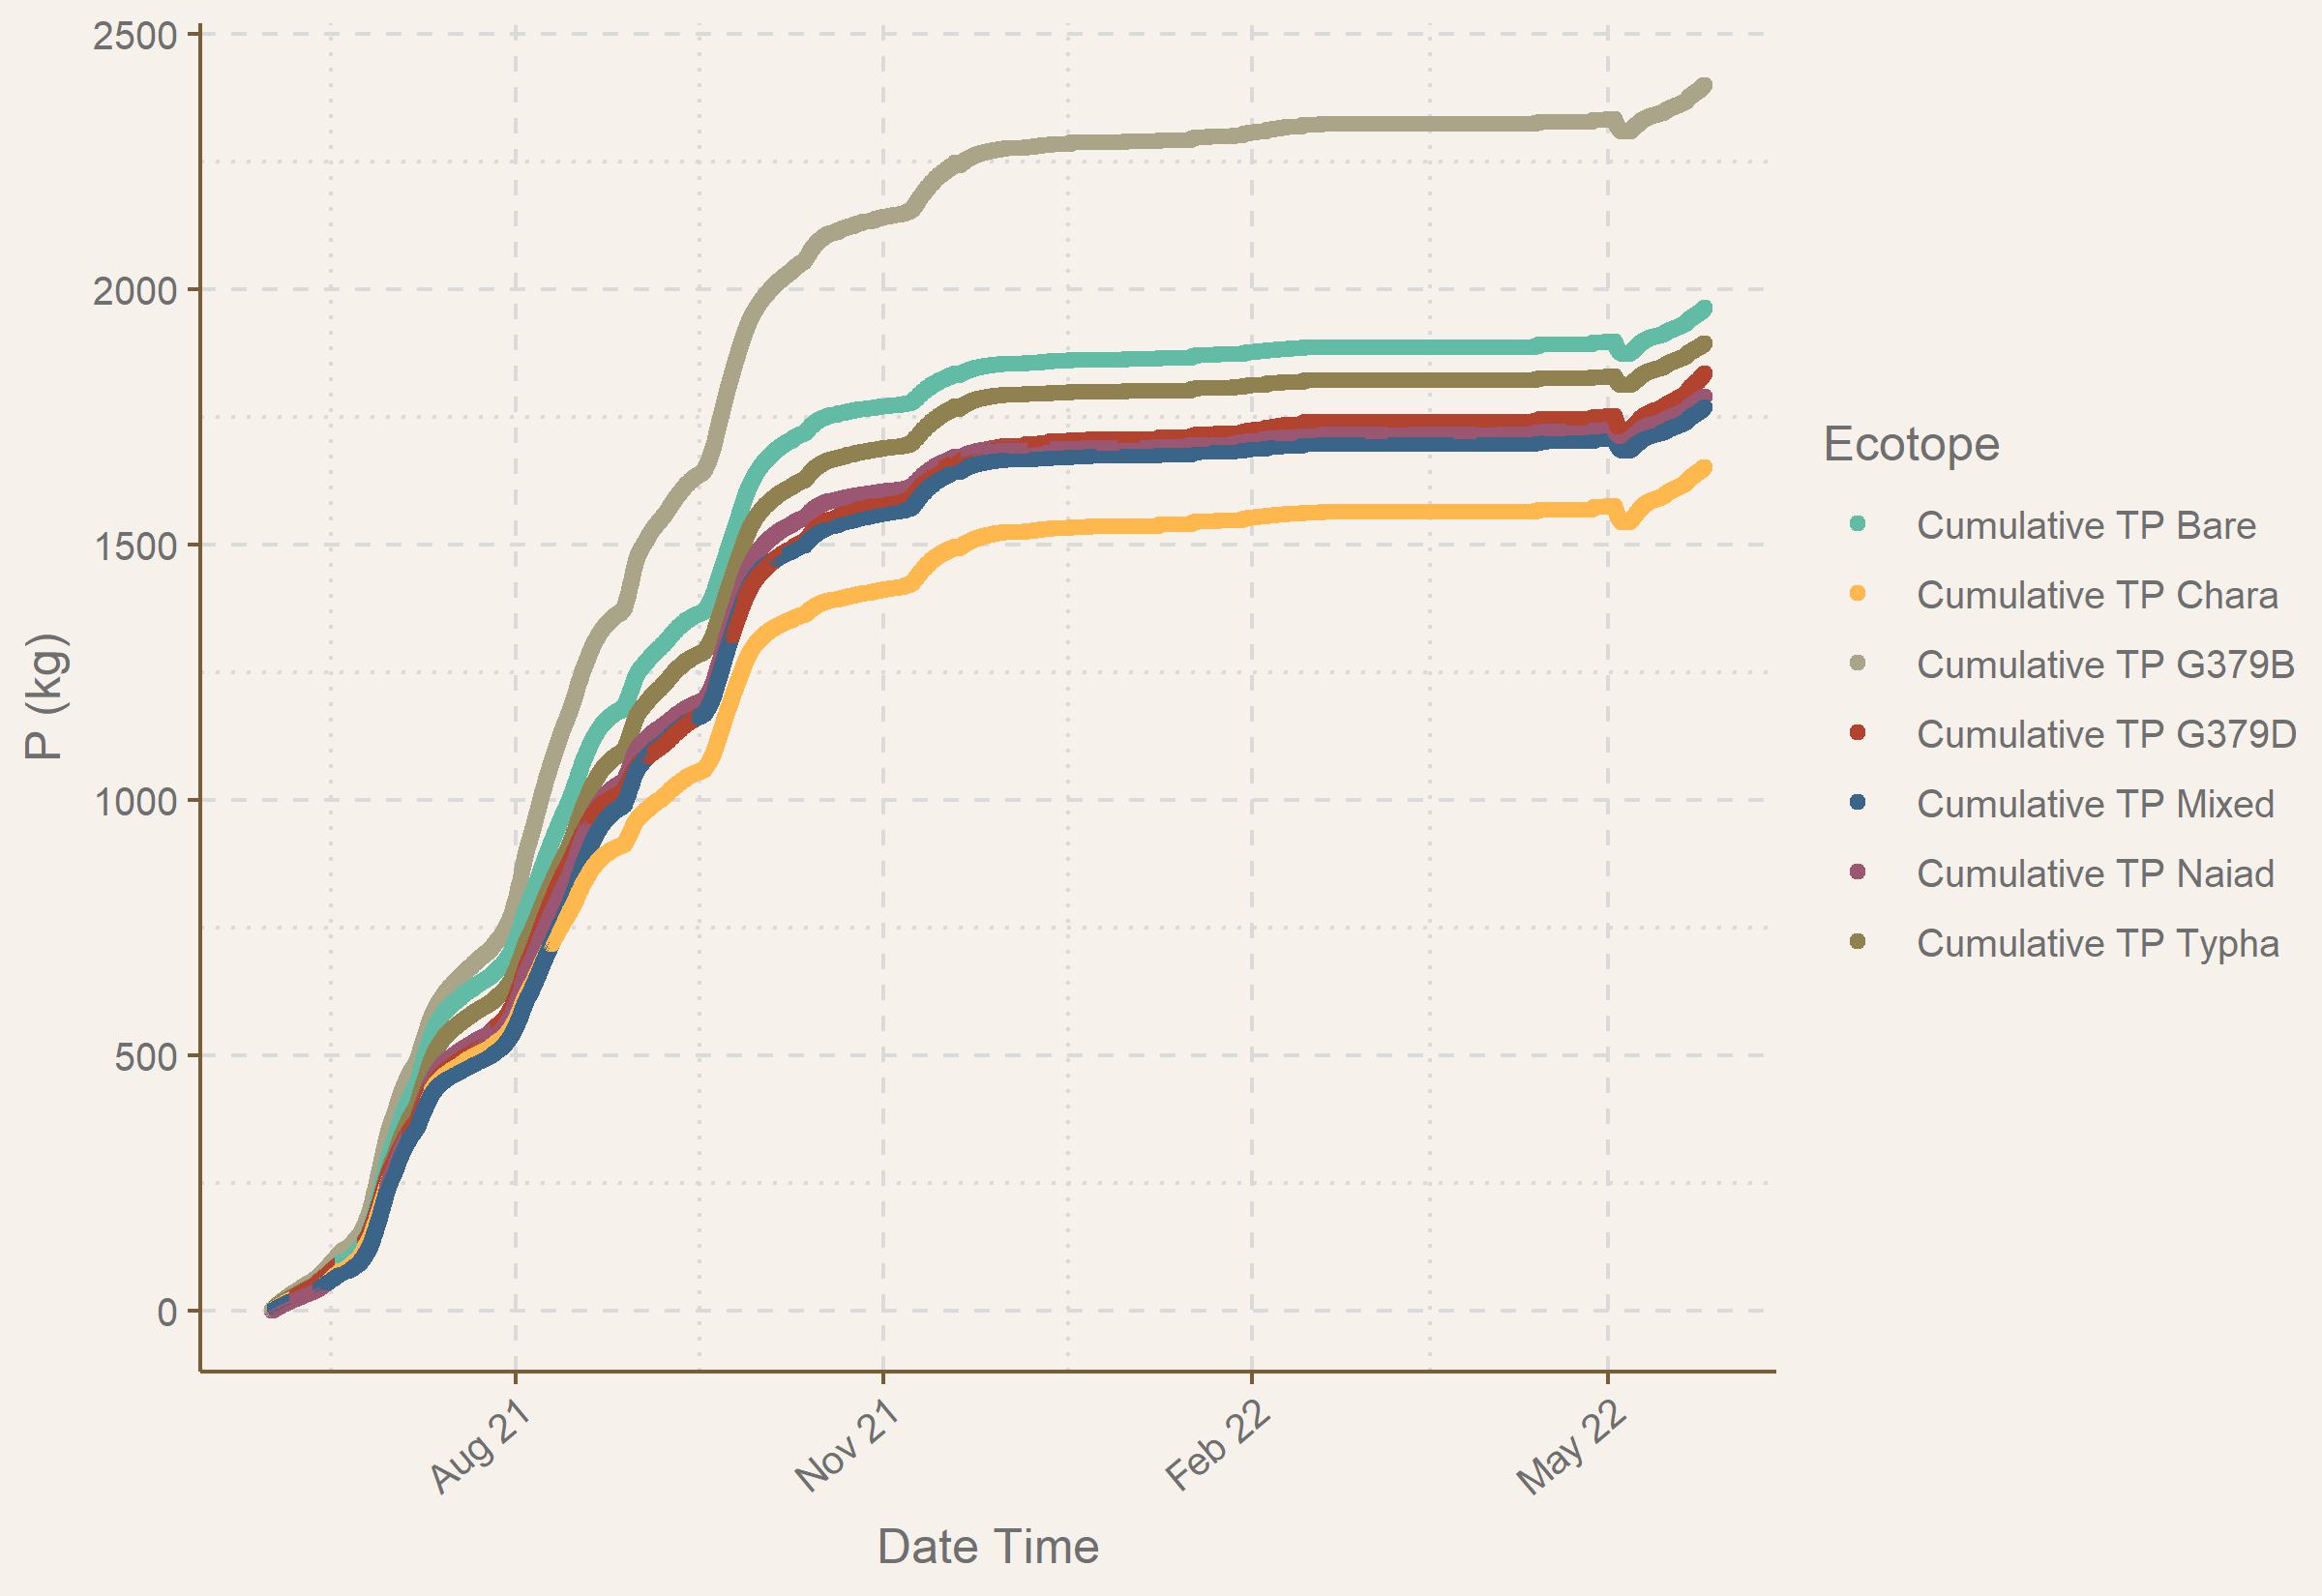 2500
2000
1500
1000
500
0
P (kg)
Aug 21
Nov 21
Feb 22
May 22
Date Time
Ecotope
Cumulative TP Bare
Cumulative TP Chara
Cumulative TP G379B
Cumulative TP G379D
Cumulative TP Mixed
Cumulative TP Naiad
Cumulative TP Typha